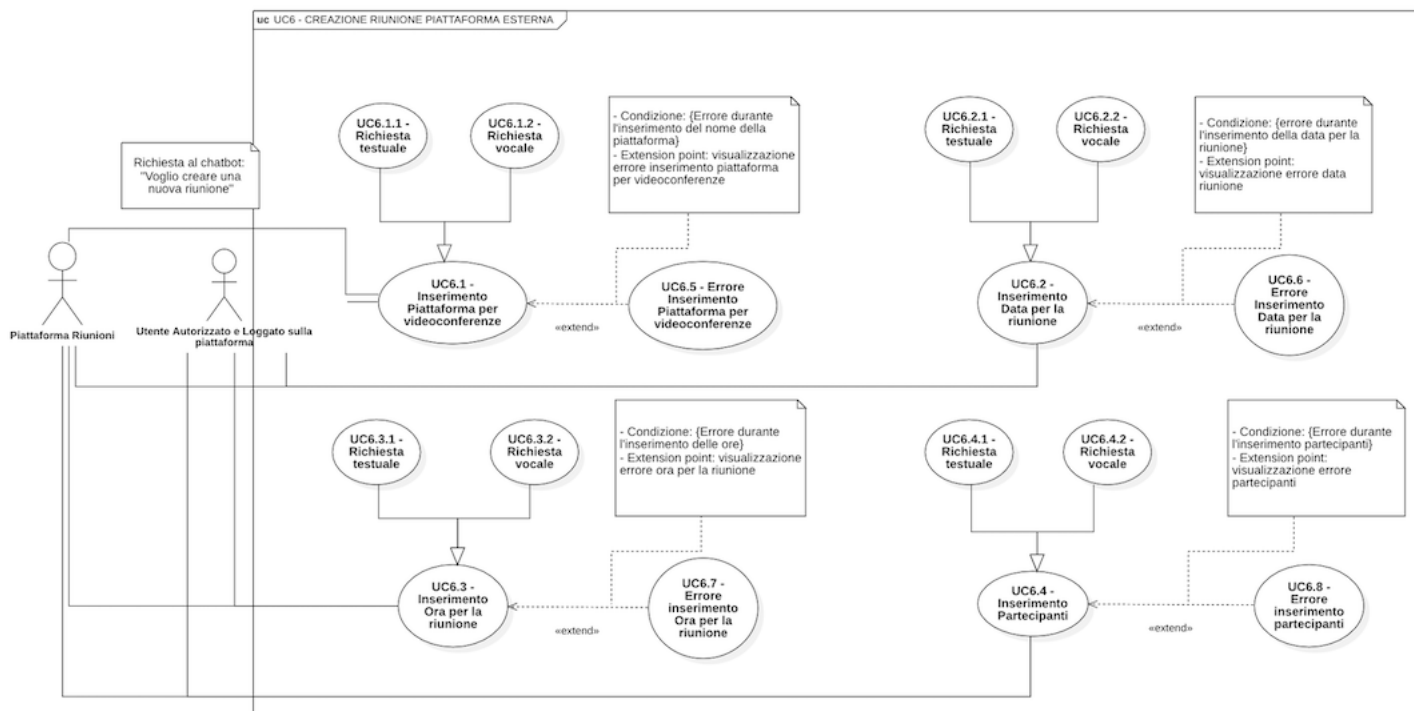 uc UC6 - CREAZIONE RIUNIONE PIATTAFORMA ESTERNA
Richiesta al chatbot:
"Voglio creare una
nuova riunione"
Piattaforma Riunioni
Utente Autorizzato e Loggato sulla
piattaforma
UC6.1.1 -
Richiesta
testuale
UC6.1.2 -
Richiesta
vocale
- Condizione: {Errore durante
l'inserimento del nome della
piattaforma}
- Extension point: visualizzazione
errore inserimento piattaforma
per videoconferenze
UC6.1 -
Inserimento
Piattaforma per
videoconferenze
«extend»
UC6.5 - Errore
Inserimento
Piattaforma per
videoconferenze
UC6.2.1 -
Richiesta
testuale
UC6.2.2 -
Richiesta
vocale
- Condizione: {errore durante
l'inserimento della data per la
riunione}
- Extension point:
visualizzazione errore data
riunione
UC6.2 -
Inserimento
Data per la
riunione
«extend»
UC6.6 -
Errore
Inserimento
Data per la
riunione
UC6.3.1 -
Richiesta
testuale
UC6.3.2 -
Richiesta
vocale
- Condizione: {Errore durante
l'inserimento delle ore}
- Extension point: visualizzazione
errore ora per la riunione
UC6.3 -
Inserimento
Ora per la
riunione
«extend»
UC6.7 -
Errore
inserimento
Ora per la
riunione
UC6.4.1 -
Richiesta
testuale
UC6.4.2 -
Richiesta
vocale
- Condizione: {Errore durante
l'inserimento partecipanti}
- Extension point:
visualizzazione errore
partecipanti
UC6.4 -
Inserimento
Partecipanti
«extend»
UC6.8 -
Errore
inserimento
partecipanti